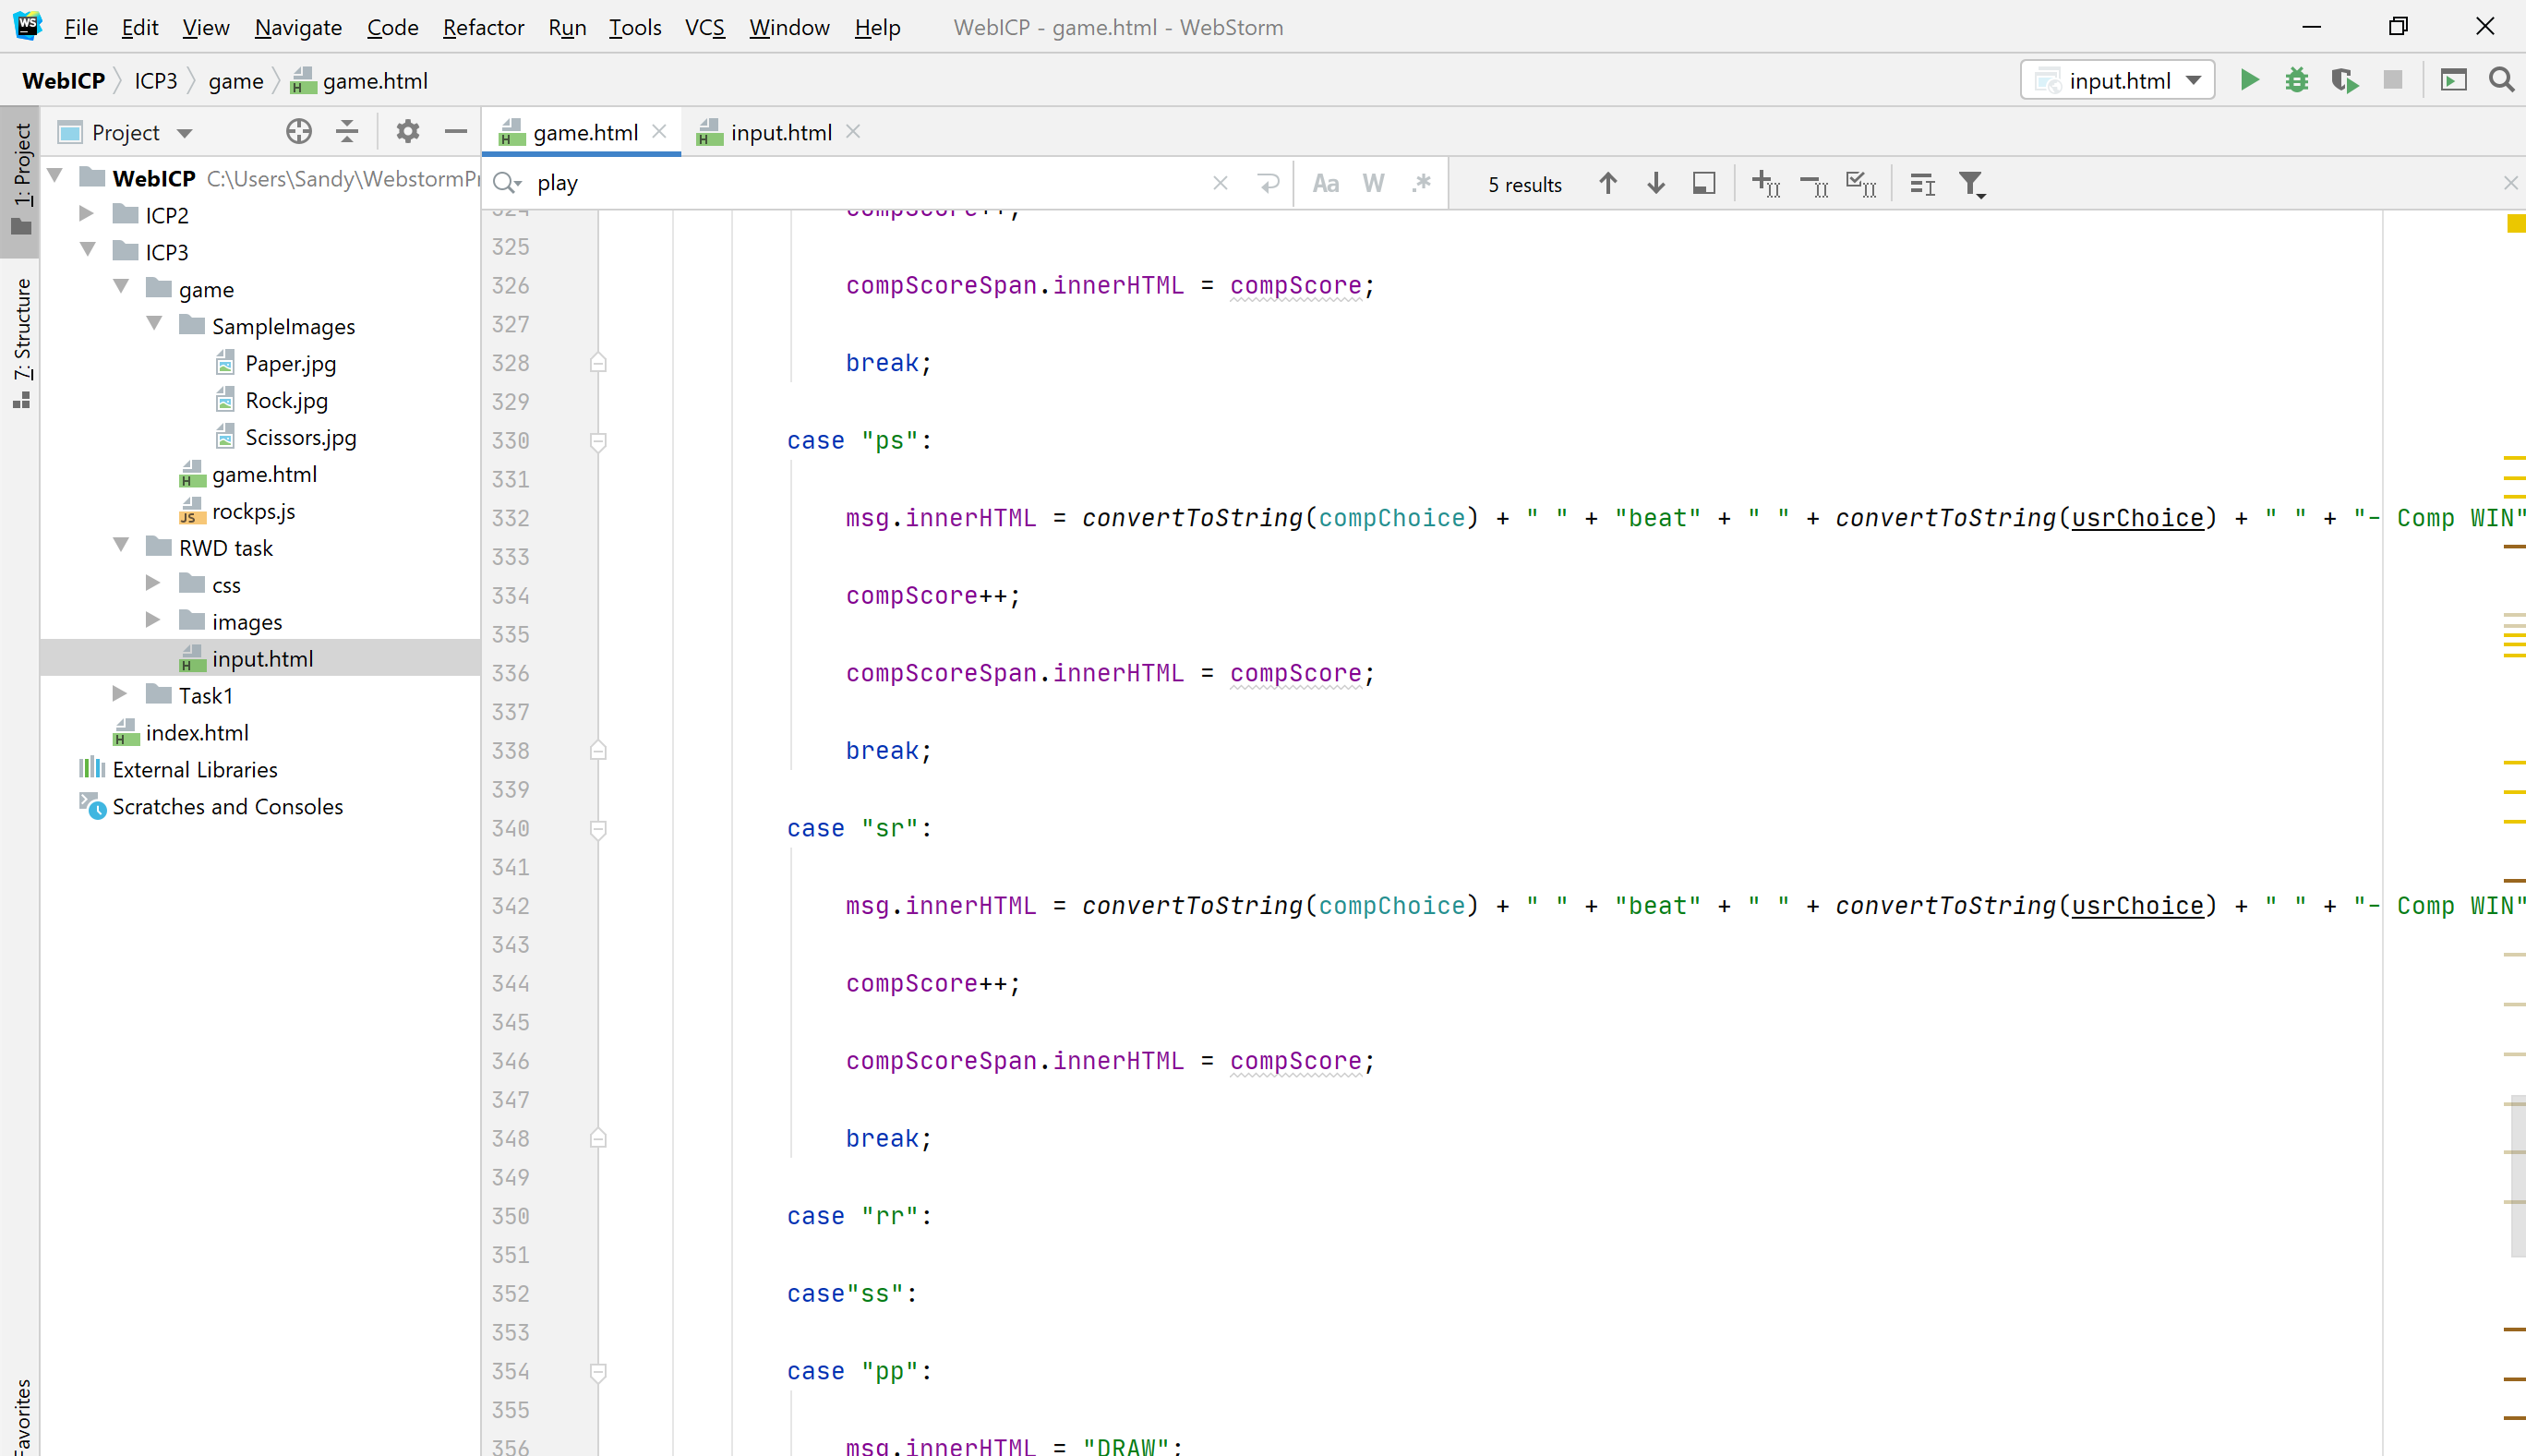 WS File Edit View Navigate Code Refactor Run Tools VCS Window Help WebICP - game.html - WebStorm
WebICP ICP3 game game.html input.html
1: Project
7: Structure
Favorites
Project
WebICP C:\Users\Sandy\WebstormPr
ICP2
ICP3
game
SampleImages
Paper.jpg
Rock.jpg
Scissors.jpg
game.html
rockps.js
RWD task
css
images
input.html
Task1
index.html
External Libraries
Scratches and Consoles
game.html input.html
play Aa W .* 5 results
324 compScore++;
325
326 compScoreSpan.innerHTML = compScore;
327
328 break;
329
330 case "ps":
331
332 msg.innerHTML = convertToString(compChoice) + " " + "beat" + " " + convertToString(usrChoice) + " " + "- Comp WIN"
333
334 compScore++;
335
336 compScoreSpan.innerHTML = compScore;
337
338 break;
339
340 case "sr":
341
342 msg.innerHTML = convertToString(compChoice) + " " + "beat" + " " + convertToString(usrChoice) + " " + "- Comp WIN"
343
344 compScore++;
345
346 compScoreSpan.innerHTML = compScore;
347
348 break;
349
350 case "rr":
351
352 case"ss":
353
354 case "pp":
355
356 msg.innerHTML = "DRAW";